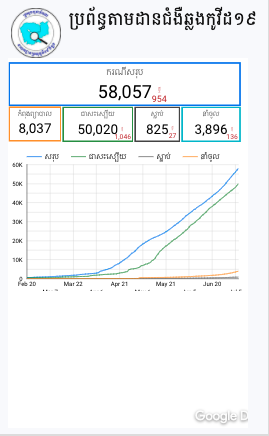 ប្រព័ន្ធតាមដានជំងឺឆ្លងកូវីដ១៩
ករណីសរុប
58,057 954
កំពុងព្យាបាល ជាសះស្បើយ ស្លាប់ នាំចូល
8,037 50,020 1,046 825 27 3,896 136
សរុប ជាសះស្បើយ ស្លាប់ នាំចូល
60K
50K
40K
30K
20K
10K
0
Feb 20 Mar 22 Apr 21 May 21 Jun 20
Google D